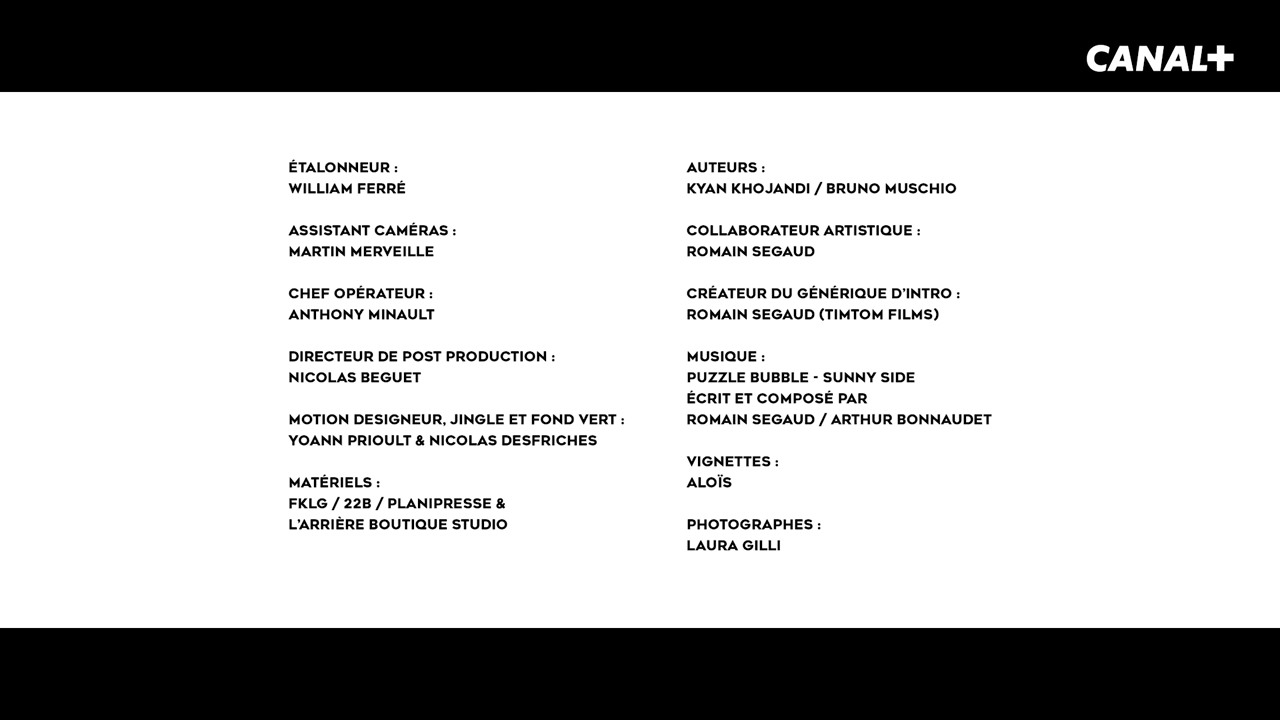 CANAL+
ÉTALONNEUR :
WILLIAM FERRÉ
ASSISTANT CAMÉRAS :
MARTIN MERVEILLE
CHEF OPÉRATEUR :
ANTHONY MINAULT
DIRECTEUR DE POST PRODUCTION :
NICOLAS BEGUET
MOTION DESIGNEUR, JINGLE ET FOND VERT :
YOANN PRIOULT & NICOLAS DESFRICHES
MATÉRIELS :
FKLG / 22B / PLANIPRESSE &
L'ARRIÈRE BOUTIQUE STUDIO
AUTEURS :
KYAN KHOJANDI / BRUNO MUSCHIO
COLLABORATEUR ARTISTIQUE :
ROMAIN SEGAUD
CRÉATEUR DU GÉNÉRIQUE D'INTRO :
ROMAIN SEGAUD (TIMTOM FILMS)
MUSIQUE :
PUZZLE BUBBLE - SUNNY SIDE
ÉCRIT ET COMPOSÉ PAR
ROMAIN SEGAUD / ARTHUR BONNAUDET
VIGNETTES :
ALOÏS
PHOTOGRAPHES :
LAURA GILLI